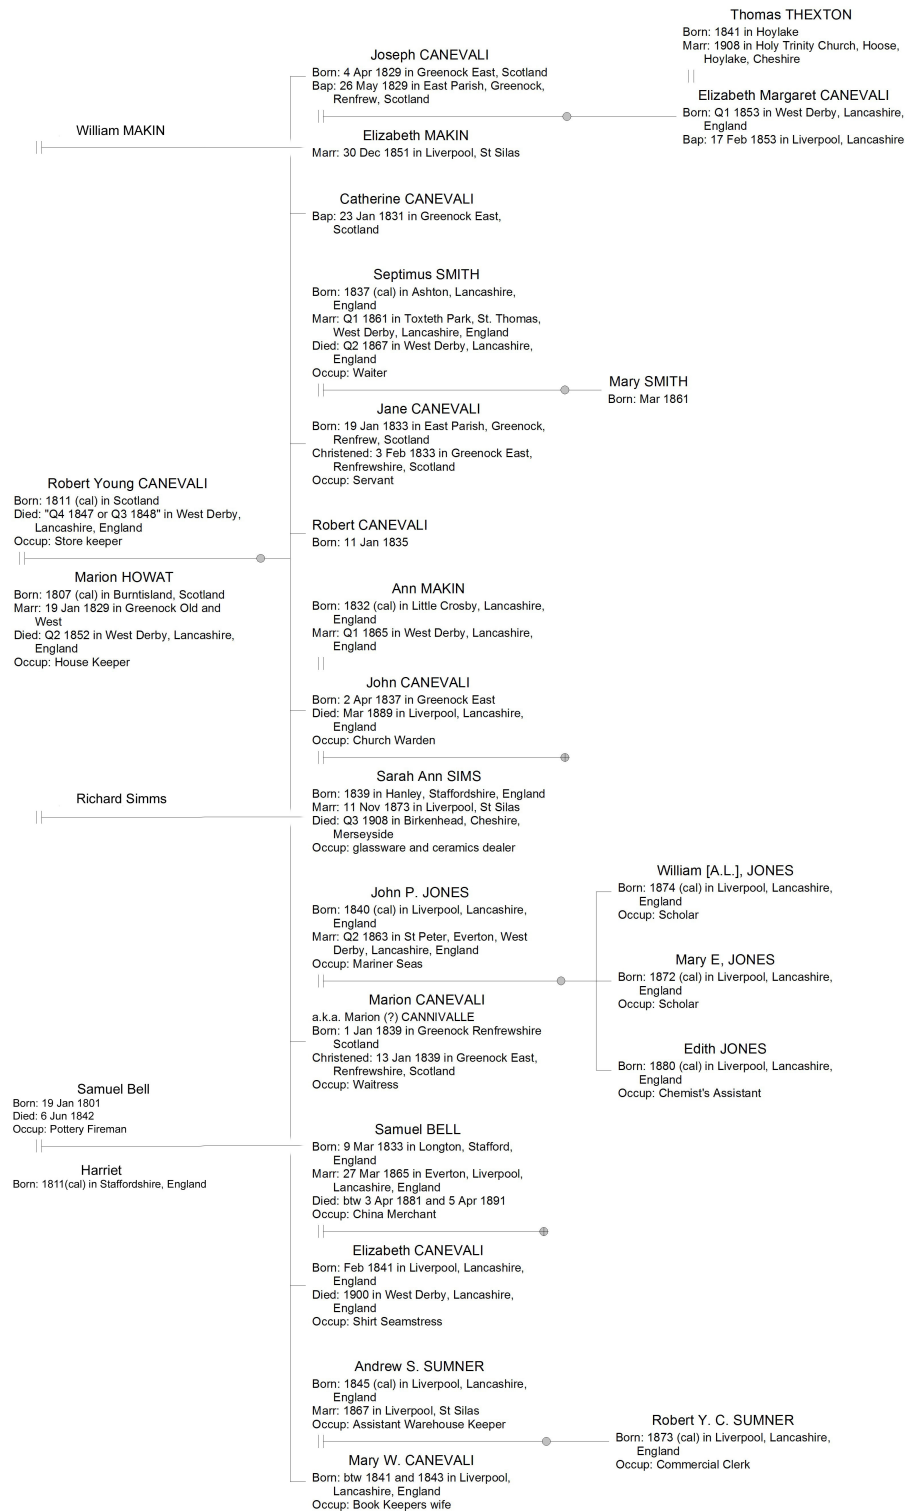 Thomas THEXTON
Born: 1841 in Hoylake
Marr: 1908 in Holy Trinity Church, Hoose,
Hoylake, Cheshire
Elizabeth Margaret CANEVALI
Born: Q1 1853 in West Derby, Lancashire,
England
Bap: 17 Feb 1853 in Liverpool, Lancashire
Joseph CANEVALI
Born: 4 Apr 1829 in Greenock East, Scotland
Bap: 26 May 1829 in East Parish, Greenock,
Renfrew, Scotland
William MAKIN
Elizabeth MAKIN
Marr: 30 Dec 1851 in Liverpool, St Silas
Catherine CANEVALI
Bap: 23 Jan 1831 in Greenock East,
Scotland
Septimus SMITH
Born: 1837 (cal) in Ashton, Lancashire,
England
Marr: Q1 1861 in Toxteth Park, St. Thomas,
West Derby, Lancashire, England
Died: Q2 1867 in West Derby, Lancashire,
England
Occup: Waiter
Mary SMITH
Born: Mar 1861
Jane CANEVALI
Born: 19 Jan 1833 in East Parish, Greenock,
Renfrew, Scotland
Christened: 3 Feb 1833 in Greenock East,
Renfrewshire, Scotland
Occup: Servant
Robert Young CANEVALI
Born: 1811 (cal) in Scotland
Died: "Q4 1847 or Q3 1848" in West Derby,
Lancashire, England
Occup: Store keeper
Marion HOWAT
Born: 1807 (cal) in Burntisland, Scotland
Marr: 19 Jan 1829 in Greenock Old and
West
Died: Q2 1852 in West Derby, Lancashire,
England
Occup: House Keeper
Robert CANEVALI
Born: 11 Jan 1835
Ann MAKIN
Born: 1832 (cal) in Little Crosby, Lancashire,
England
Marr: Q1 1865 in West Derby, Lancashire,
England
John CANEVALI
Born: 2 Apr 1837 in Greenock East
Died: Mar 1889 in Liverpool, Lancashire,
England
Occup: Church Warden
Richard Simms
Sarah Ann SIMS
Born: 1839 in Hanley, Staffordshire, England
Marr: 11 Nov 1873 in Liverpool, St Silas
Died: Q3 1908 in Birkenhead, Cheshire,
Merseyside
Occup: glassware and ceramics dealer
John P. JONES
Born: 1840 (cal) in Liverpool, Lancashire,
England
Marr: Q2 1863 in St Peter, Everton, West
Derby, Lancashire, England
Occup: Mariner Seas
William [A.L.], JONES
Born: 1874 (cal) in Liverpool, Lancashire,
England
Occup: Scholar
Mary E, JONES
Born: 1872 (cal) in Liverpool, Lancashire,
England
Occup: Scholar
Edith JONES
Born: 1880 (cal) in Liverpool, Lancashire,
England
Occup: Chemist's Assistant
Marion CANEVALI
a.k.a. Marion (?) CANNIVALLE
Born: 1 Jan 1839 in Greenock Renfrewshire
Scotland
Christened: 13 Jan 1839 in Greenock East,
Renfrewshire, Scotland
Occup: Waitress
Samuel Bell
Born: 19 Jan 1801
Died: 6 Jun 1842
Occup: Pottery Fireman
Harriet
Born: 1811(cal) in Staffordshire, England
Samuel BELL
Born: 9 Mar 1833 in Longton, Stafford,
England
Marr: 27 Mar 1865 in Everton, Liverpool,
Lancashire, England
Died: btw 3 Apr 1881 and 5 Apr 1891
Occup: China Merchant
Elizabeth CANEVALI
Born: Feb 1841 in Liverpool, Lancashire,
England
Died: 1900 in West Derby, Lancashire,
England
Occup: Shirt Seamstress
Andrew S. SUMNER
Born: 1845 (cal) in Liverpool, Lancashire,
England
Marr: 1867 in Liverpool, St Silas
Occup: Assistant Warehouse Keeper
Robert Y. C. SUMNER
Born: 1873 (cal) in Liverpool, Lancashire,
England
Occup: Commercial Clerk
Mary W. CANEVALI
Born: btw 1841 and 1843 in Liverpool,
Lancashire, England
Occup: Book Keepers wife